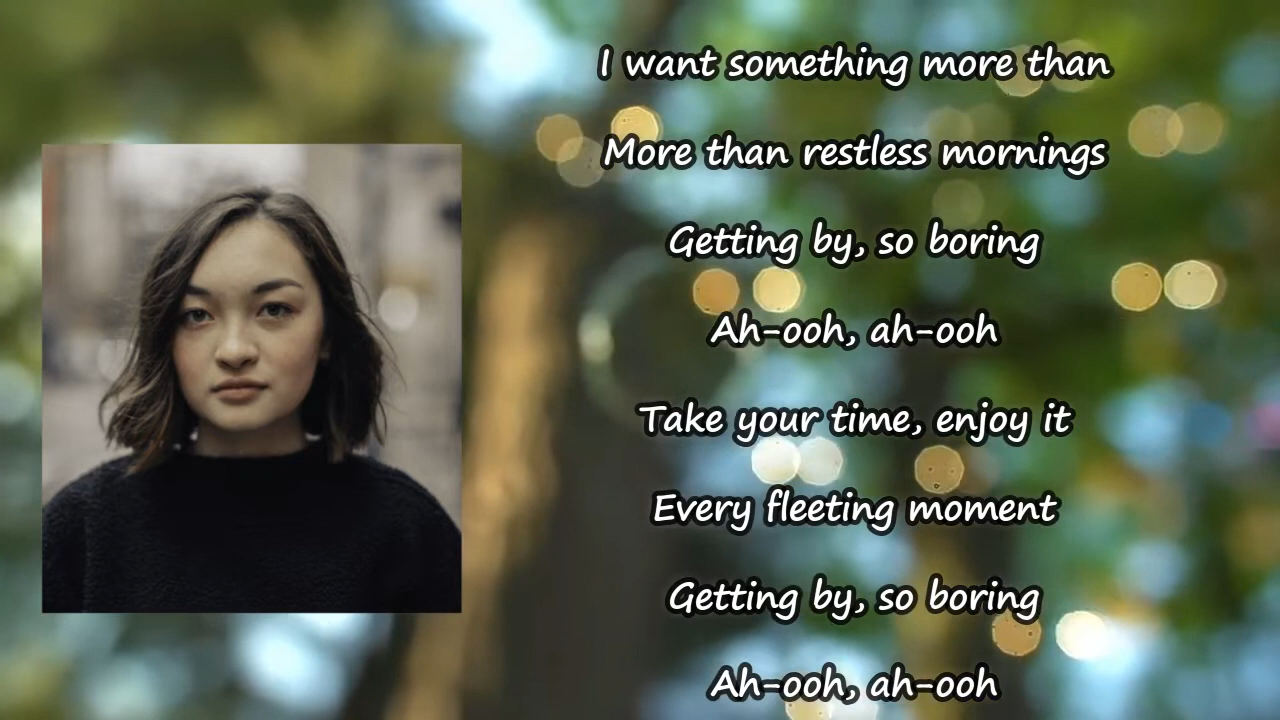 I want something more than
More than restless mornings
Getting by, so boring
Ah-ooh, ah-ooh
Take your time, enjoy it
Every fleeting moment
Getting by, so boring
Ah-ooh, ah-ooh